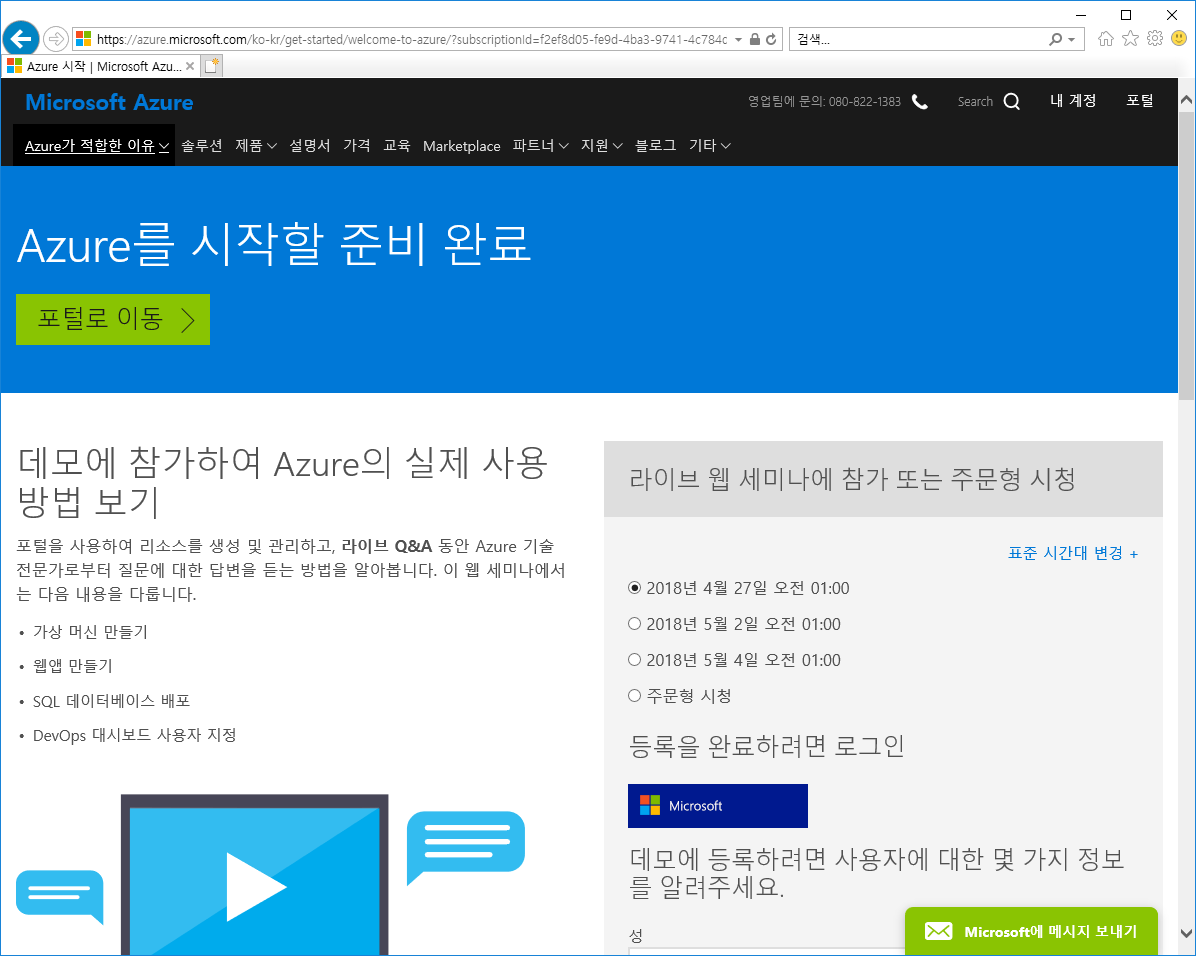 https://azure.microsoft.com/ko-kr/get-started/welcome-to-azure/?subscriptionId=f2ef8d05-fe9d-4ba3-9741-4c784c
검색...
Azure 시작 | Microsoft Azu...
Microsoft Azure
영업팀에 문의: 080-822-1383
Search
내 계정
포털
Azure가 적합한 이유 솔루션 제품 설명서 가격 교육 Marketplace 파트너 지원 블로그 기타
Azure를 시작할 준비 완료
포털로 이동
데모에 참가하여 Azure의 실제 사용
방법 보기
포털을 사용하여 리소스를 생성 및 관리하고, 라이브 Q&A 동안 Azure 기술
전문가로부터 질문에 대한 답변을 듣는 방법을 알아봅니다. 이 웹 세미나에서
는 다음 내용을 다룹니다.
• 가상 머신 만들기
• 웹앱 만들기
• SQL 데이터베이스 배포
• DevOps 대시보드 사용자 지정
라이브 웹 세미나에 참가 또는 주문형 시청
표준 시간대 변경 +
2018년 4월 27일 오전 01:00
2018년 5월 2일 오전 01:00
2018년 5월 4일 오전 01:00
주문형 시청
등록을 완료하려면 로그인
Microsoft
데모에 등록하려면 사용자에 대한 몇 가지 정보
를 알려주세요.
성
Microsoft에 메시지 보내기